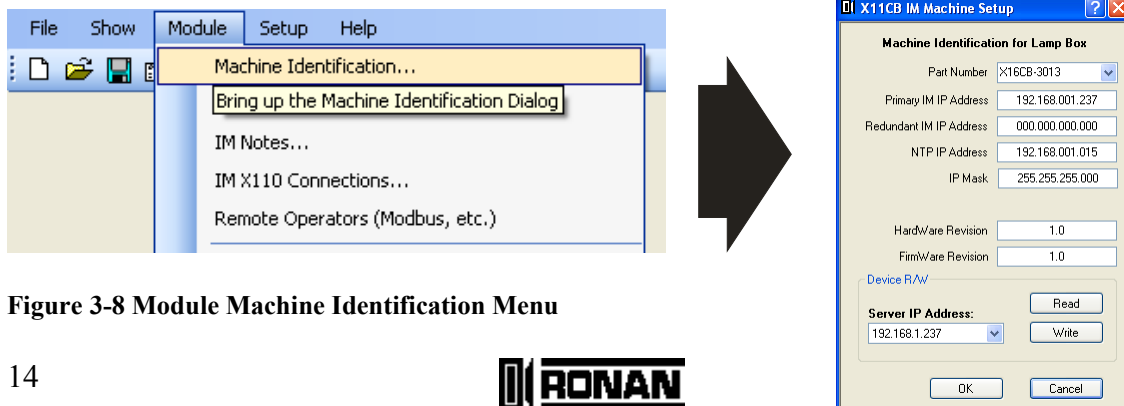 File Show Module Setup Help
Machine Identification...
Bring up the Machine Identification Dialog
IM Notes...
IM X110 Connections...
Remote Operators (Modbus, etc.)
X11CB IM Machine Setup
Machine Identification for Lamp Box
Part Number X16CB-3013
Primary IM IP Address 192.168.001.237
Redundant IM IP Address 000.000.000.000
NTP IP Address 192.168.001.015
IP Mask 255.255.255.000
HardWare Revision 1.0
FirmWare Revision 1.0
Device R/W
Read
Server IP Address:
192.168.1.237 Write
OK Cancel
Figure 3-8 Module Machine Identification Menu
14
RONAN